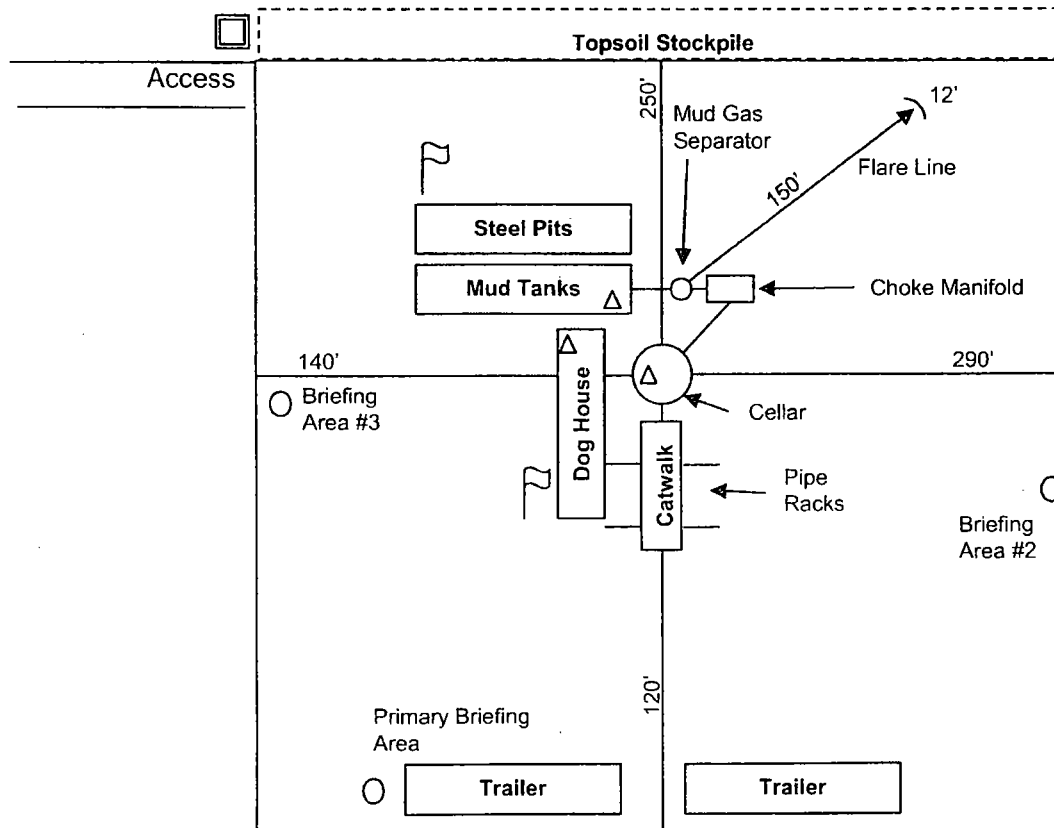 Topsoil Stockpile
Access
250'
Mud Gas
Separator
12'
Flare Line
150'
Steel Pits
Mud Tanks
Choke Manifold
140'
290'
Briefing
Area #3
Dog House
Cellar
Catwalk
Pipe
Racks
Briefing
Area #2
120'
Primary Briefing
Area
Trailer
Trailer